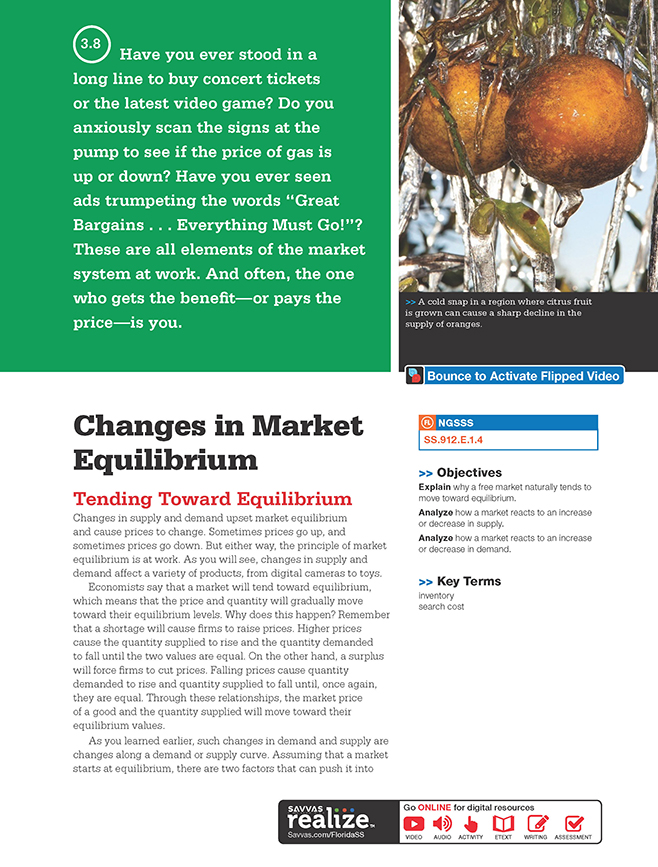 3.8
Have you ever stood in a
long line to buy concert tickets
or the latest video game? Do you
anxiously scan the signs at the
pump to see if the price of gas is
up or down? Have you ever seen
ads trumpeting the words “Great
Bargains . . . Everything Must Go!”?
These are all elements of the market
system at work. And often, the one
who gets the benefit—or pays the
price—is you.
>> A cold snap in a region where citrus fruit
is grown can cause a sharp decline in the
supply of oranges.
Bounce to Activate Flipped Video
Changes in Market
Equilibrium
Tending Toward Equilibrium
Changes in supply and demand upset market equilibrium
and cause prices to change. Sometimes prices go up, and
sometimes prices go down. But either way, the principle of market
equilibrium is at work. As you will see, changes in supply and
demand affect a variety of products, from digital cameras to toys.
Economists say that a market will tend toward equilibrium,
which means that the price and quantity will gradually move
toward their equilibrium levels. Why does this happen? Remember
that a shortage will cause firms to raise prices. Higher prices
cause the quantity supplied to rise and the quantity demanded
to fall until the two values are equal. On the other hand, a surplus
will force firms to cut prices. Falling prices cause quantity
demanded to rise and quantity supplied to fall until, once again,
they are equal. Through these relationships, the market price
of a good and the quantity supplied will move toward their
equilibrium values.
As you learned earlier, such changes in demand and supply are
changes along a demand or supply curve. Assuming that a market
starts at equilibrium, there are two factors that can push it into
FL NGSSS
SS.912.E.1.4
>> Objectives
Explain why a free market naturally tends to
move toward equilibrium.
Analyze how a market reacts to an increase
or decrease in supply.
Analyze how a market reacts to an increase
or decrease in demand.
>> Key Terms
inventory
search cost
SAVVAS
realize™
Savvas.com/FloridaSS
Go ONLINE for digital resources
VIDEO AUDIO ACTIVITY ETEXT WRITING ASSESSMENT